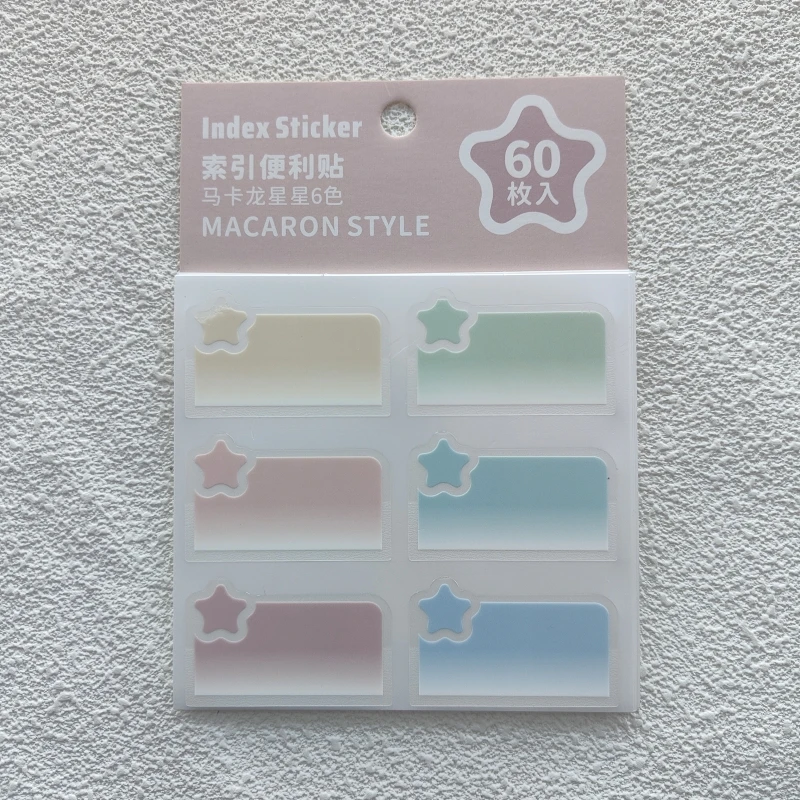 Index Sticker
索引便利贴
马卡龙星星6色
MACARON STYLE
60
枚入